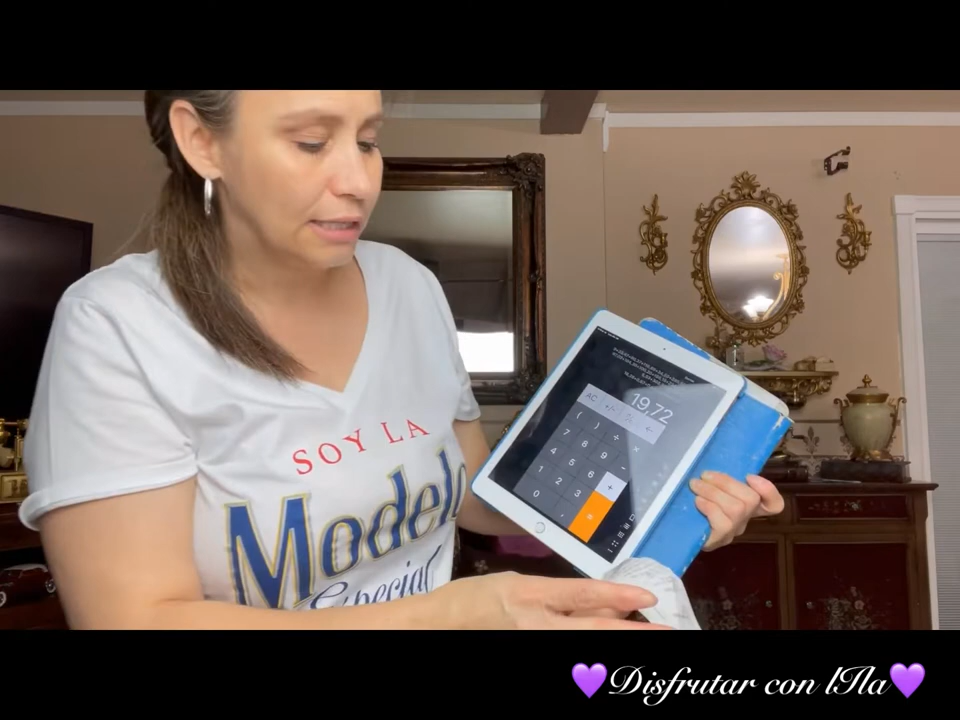 SOY LA
Modelo
Especial
19,72
AC +/- % ←
( ) ÷ ×
7 8 9 -
4 5 6 +
1 2 3 =
0 ,
Disfrutar con lIla